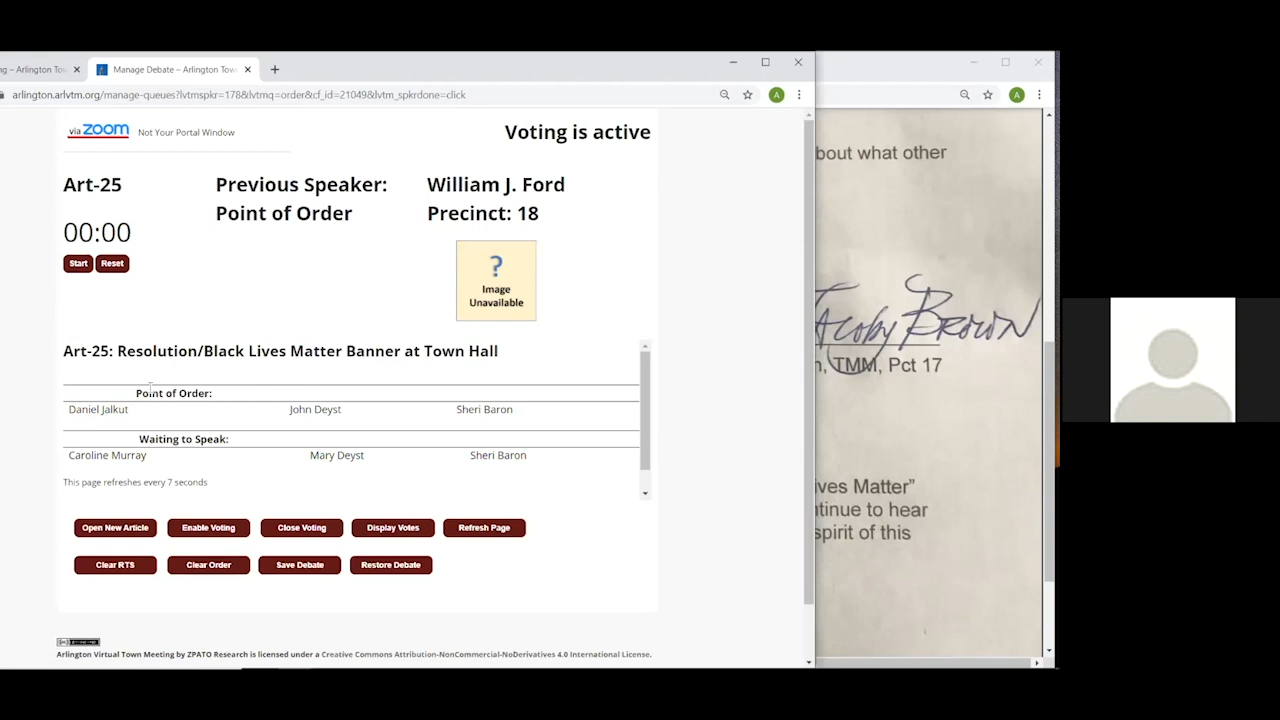 ng – Arlington Tow
Manage Debate – Arlington Town
arlington.arlvtm.org/manage-queues?lvtmspkr=178&lvtmq=order&cf_id=21049&lvtm_spkrdone=click
A
A
via zoom Not Your Portal Window
Voting is active
Art-25
Previous Speaker:
William J. Ford
Point of Order
Precinct: 18
00:00
Start
Reset
?
Image
Unavailable
Art-25: Resolution/Black Lives Matter Banner at Town Hall
Point of Order:
Daniel Jalkut John Deyst Sheri Baron
Waiting to Speak:
Caroline Murray Mary Deyst Sheri Baron
This page refreshes every 7 seconds
Open New Article Enable Voting Close Voting Display Votes Refresh Page
Clear RTS Clear Order Save Debate Restore Debate
Arlington Virtual Town Meeting by ZPATO Research is licensed under a Creative Commons Attribution-NonCommercial-NoDerivatives 4.0 International License.
bout what other
Jacoby Brown
n, TMM, Pct 17
ives Matter”
ntinue to hear
spirit of this